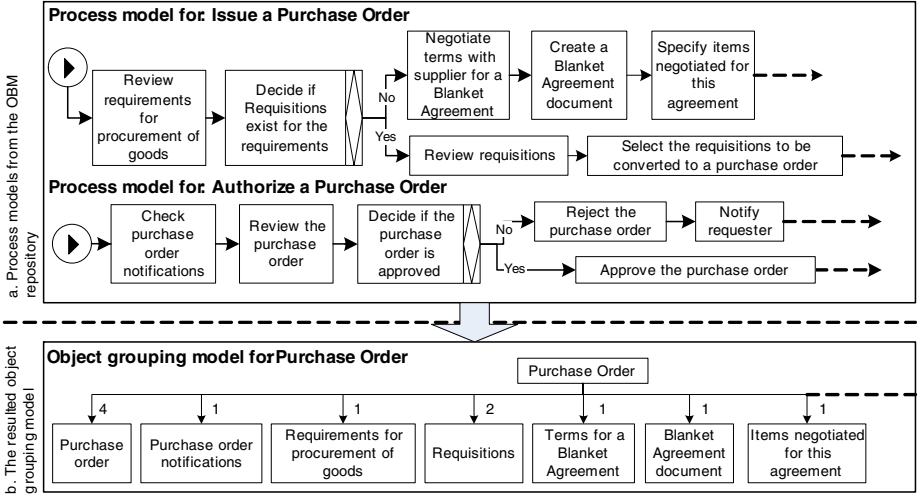 Process model for: Issue a Purchase Order
Review
requirements
for
procurement of
goods
Decide if
Requisitions
exist for the
requirements
No
Yes
Negotiate
terms with
supplier for a
Blanket
Agreement
Create a
Blanket
Agreement
document
Specify items
negotiated for
this
agreement
Review requisitions
Select the requisitions to be
converted to a purchase order
Process model for: Authorize a Purchase Order
Check
purchase
order
notifications
Review the
purchase
order
Decide if the
purchase
order is
approved
No
Yes
Reject the
purchase order
Notify
requester
Approve the purchase order
a. Process models from the OBM
repository
Object grouping model for:Purchase Order
Purchase Order
4
1
1
2
1
1
1
Purchase
order
Purchase order
notifications
Requirements for
procurement of
goods
Requisitions
Terms for a
Blanket
Agreement
Blanket
Agreement
document
Items negotiated
for this
agreement
b. The resulted object
grouping model